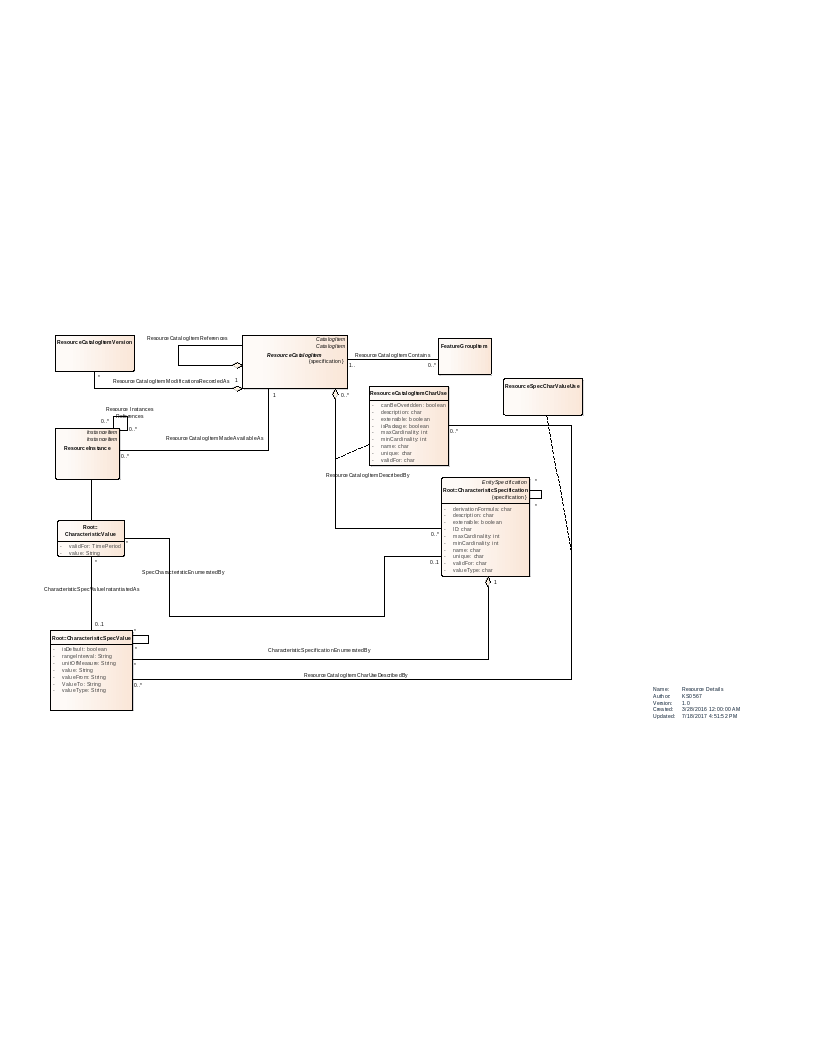 ResourceCatalogItemVersion
ResourceCatalogItemReferences
CatalogItem
CatalogItem
ResourceCatalogItem
{specification}
ResourceCatalogItemContains
1..
0..*
FeatureGroupItem
*
ResourceCatalogItemModificationsRecordedAs
1
1
0..*
ResourceSpecCharValueUse
ResourceCatalogItemCharUse
- canBeOveridden: boolean
- description: char
- extensible: boolean
- isPackage: boolean
- maxCardinality: int
- minCardinality: int
- name: char
- unique: char
- validFor: char
0..*
Resource Instances
References
0..*
0..*
InstanceItem
InstanceItem
ResourceInstance
0..*
ResourceCatalogItemMadeAvailableAs
ResourceCatalogItemDescribedBy
EntitySpecification
Root::CharacteristicSpecification
{specification}
- derivationFormula: char
- description: char
- extensible: boolean
- ID: char
- maxCardinality: int
- minCardinality: int
- name: char
- unique: char
- validFor: char
- valueType: char
*
*
0..*
0..1
1
Root::
CharacteristicValue
- validFor: TimePeriod
- value: String
*
*
SpecCharacteristicEnumeratedBy
CharacteristicSpecValueInstantiatedAs
0..1
Root::CharacteristicSpecValue
- isDefault: boolean
- rangeInterval: String
- unitOfMeasure: String
- value: String
- valueFrom: String
- ValueTo: String
- valueType: String
*
*
*
0..*
CharacteristicSpecificationEnumeratedBy
ResourceCatalogItemCharUseDescribedBy
Name: Resource Details
Author: KS0567
Version: 1.0
Created: 3/28/2016 12:00:00 AM
Updated: 7/18/2017 4:51:52 PM